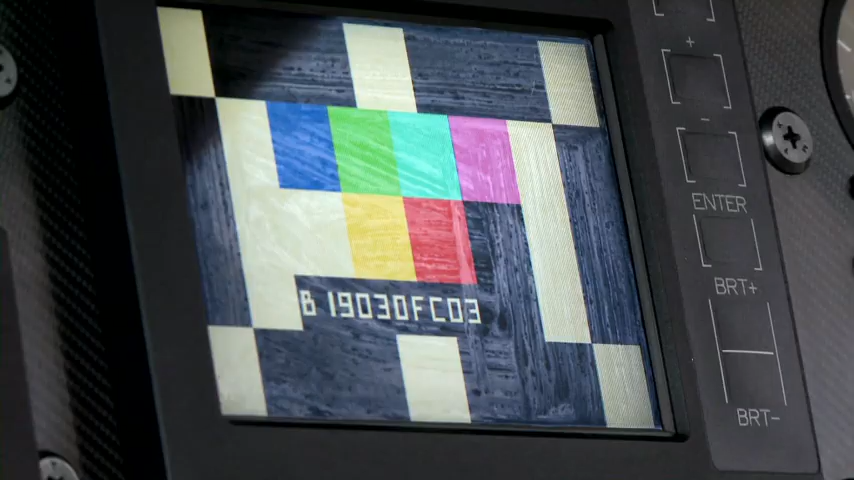 B 19030FC03
+
-
ENTER
BRT+
BRT-